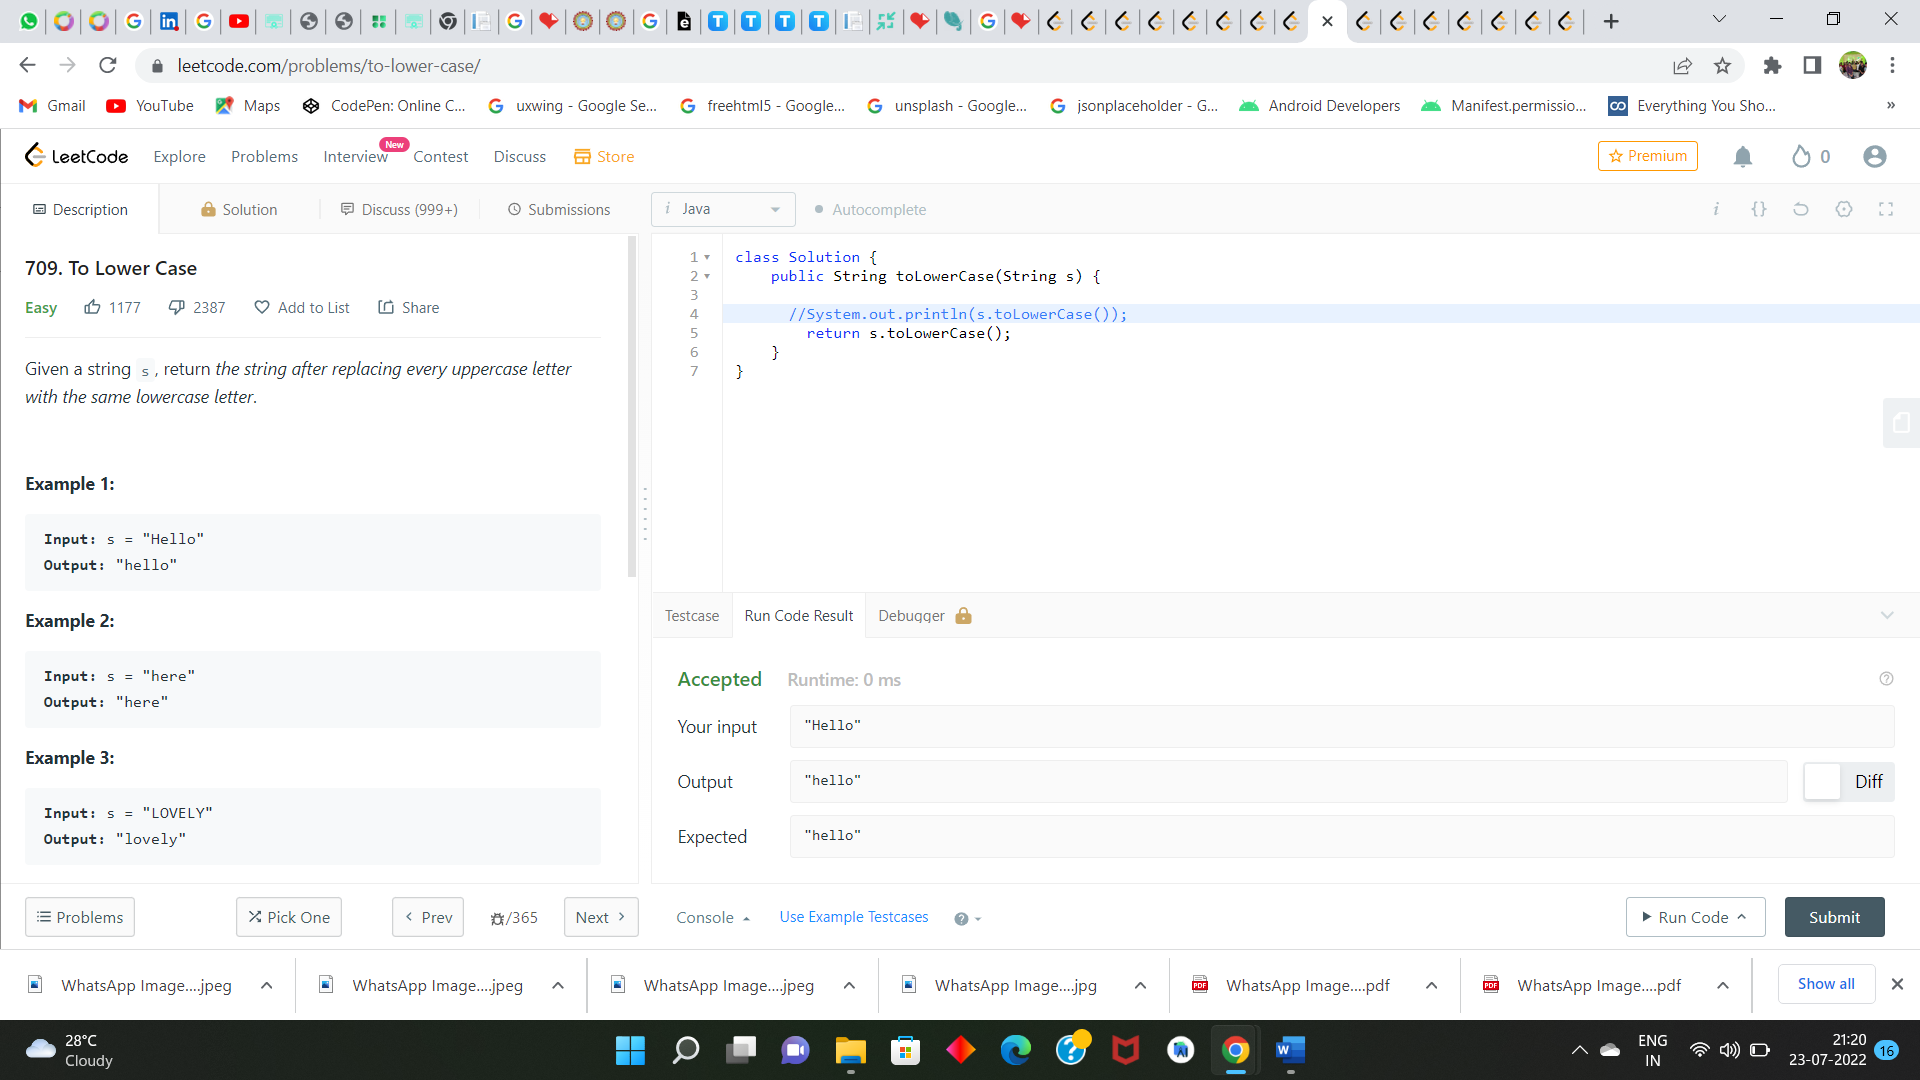 leetcode.com/problems/to-lower-case/
Gmail YouTube Maps CodePen: Online C... uxwing - Google Se... freehtml5 - Google... unsplash - Google... jsonplaceholder - G... Android Developers Manifest.permissio... Everything You Sho... »
LeetCode Explore Problems Interview New Contest Discuss Store Premium 0
Description Solution Discuss (999+) Submissions i Java Autocomplete i {}
709. To Lower Case
Easy 1177 2387 Add to List Share
Given a string s , return the string after replacing every uppercase letter
with the same lowercase letter.
Example 1:
Input: s = "Hello"
Output: "hello"
Example 2:
Input: s = "here"
Output: "here"
Example 3:
Input: s = "LOVELY"
Output: "lovely"
1 class Solution {
2 public String toLowerCase(String s) {
3
4 //System.out.println(s.toLowerCase());
5 return s.toLowerCase();
6 }
7 }
Testcase Run Code Result Debugger
Accepted Runtime: 0 ms
Your input "Hello"
Output "hello" Diff
Expected "hello"
Problems Pick One Prev /365 Next Console Use Example Testcases Run Code Submit
WhatsApp Image....jpeg WhatsApp Image....jpeg WhatsApp Image....jpeg WhatsApp Image....jpg WhatsApp Image....pdf WhatsApp Image....pdf Show all
28°C
Cloudy
ENG
IN
21:20
23-07-2022 16